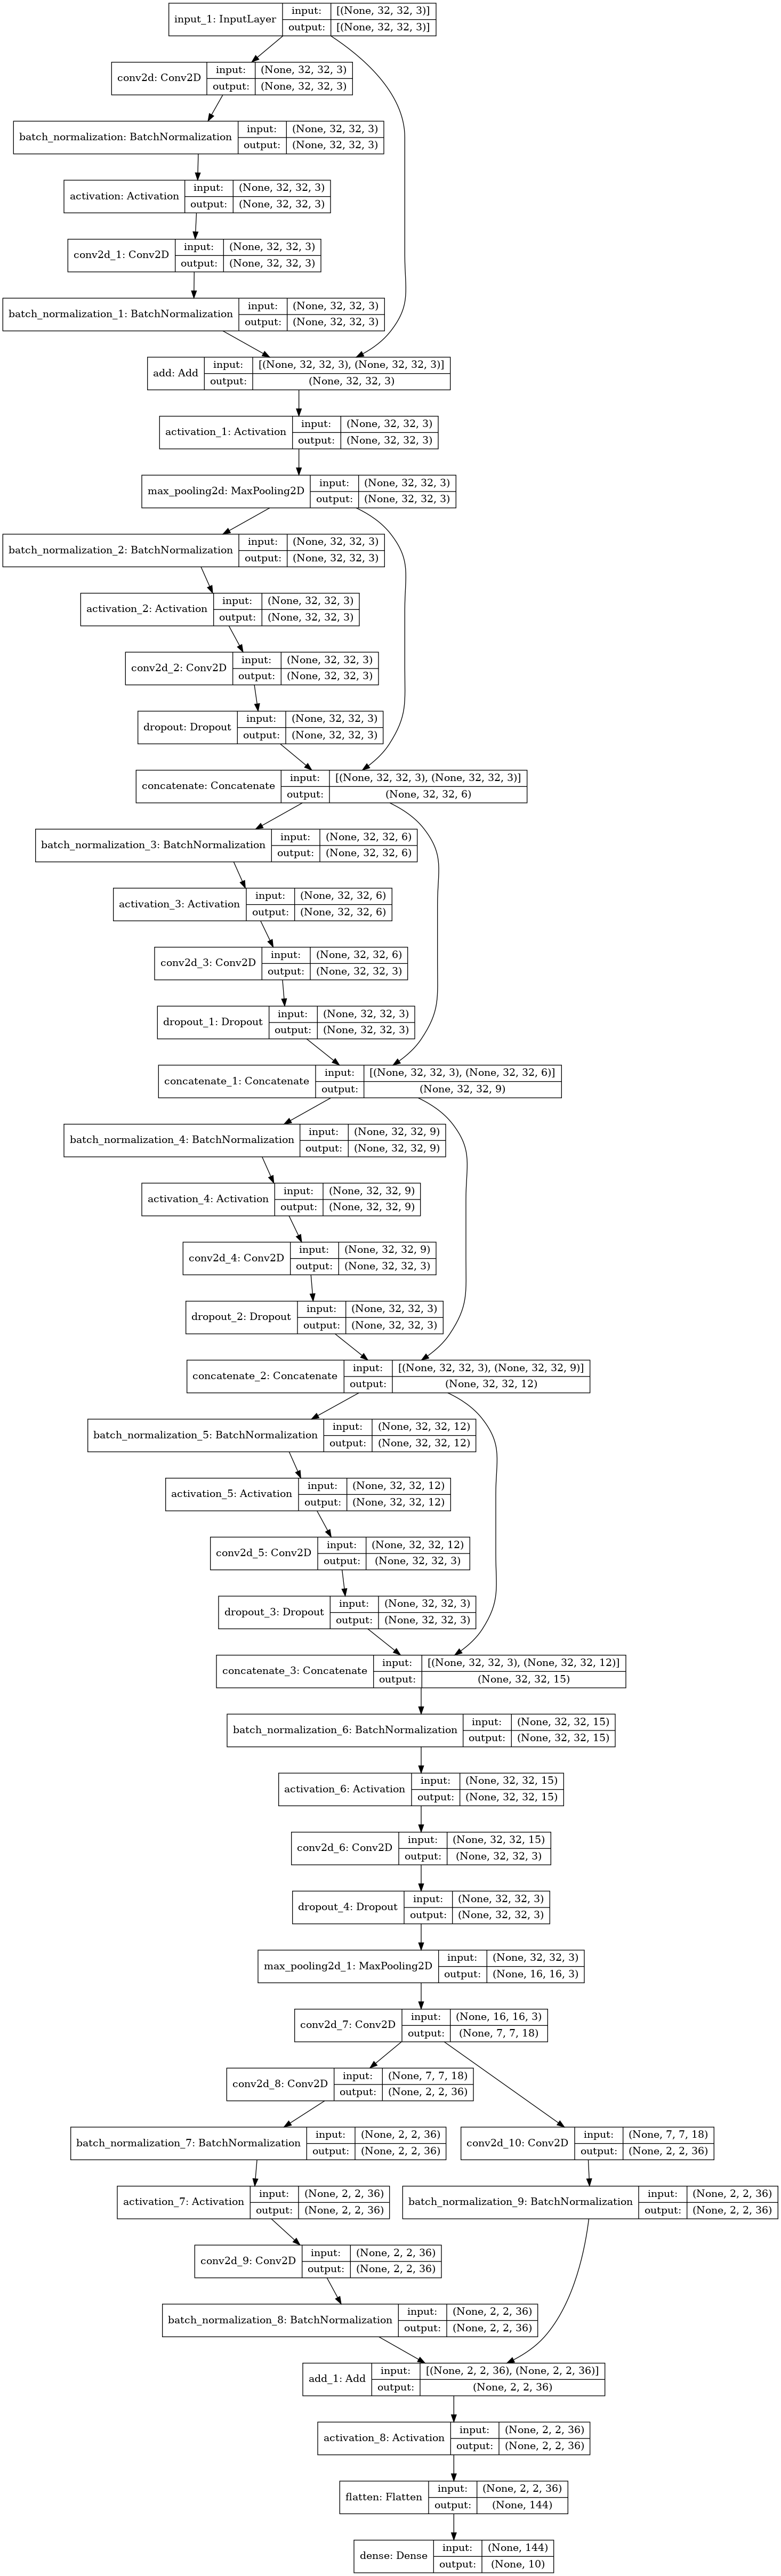 input_1: InputLayer
input: [(None, 32, 32, 3)]
output: [(None, 32, 32, 3)]
conv2d: Conv2D
input: (None, 32, 32, 3)
output: (None, 32, 32, 3)
batch_normalization: BatchNormalization
input: (None, 32, 32, 3)
output: (None, 32, 32, 3)
activation: Activation
input: (None, 32, 32, 3)
output: (None, 32, 32, 3)
conv2d_1: Conv2D
input: (None, 32, 32, 3)
output: (None, 32, 32, 3)
batch_normalization_1: BatchNormalization
input: (None, 32, 32, 3)
output: (None, 32, 32, 3)
add: Add
input: [(None, 32, 32, 3), (None, 32, 32, 3)]
output: (None, 32, 32, 3)
activation_1: Activation
input: (None, 32, 32, 3)
output: (None, 32, 32, 3)
max_pooling2d: MaxPooling2D
input: (None, 32, 32, 3)
output: (None, 32, 32, 3)
batch_normalization_2: BatchNormalization
input: (None, 32, 32, 3)
output: (None, 32, 32, 3)
activation_2: Activation
input: (None, 32, 32, 3)
output: (None, 32, 32, 3)
conv2d_2: Conv2D
input: (None, 32, 32, 3)
output: (None, 32, 32, 3)
dropout: Dropout
input: (None, 32, 32, 3)
output: (None, 32, 32, 3)
concatenate: Concatenate
input: [(None, 32, 32, 3), (None, 32, 32, 3)]
output: (None, 32, 32, 6)
batch_normalization_3: BatchNormalization
input: (None, 32, 32, 6)
output: (None, 32, 32, 6)
activation_3: Activation
input: (None, 32, 32, 6)
output: (None, 32, 32, 6)
conv2d_3: Conv2D
input: (None, 32, 32, 6)
output: (None, 32, 32, 3)
dropout_1: Dropout
input: (None, 32, 32, 3)
output: (None, 32, 32, 3)
concatenate_1: Concatenate
input: [(None, 32, 32, 3), (None, 32, 32, 6)]
output: (None, 32, 32, 9)
batch_normalization_4: BatchNormalization
input: (None, 32, 32, 9)
output: (None, 32, 32, 9)
activation_4: Activation
input: (None, 32, 32, 9)
output: (None, 32, 32, 9)
conv2d_4: Conv2D
input: (None, 32, 32, 9)
output: (None, 32, 32, 3)
dropout_2: Dropout
input: (None, 32, 32, 3)
output: (None, 32, 32, 3)
concatenate_2: Concatenate
input: [(None, 32, 32, 3), (None, 32, 32, 9)]
output: (None, 32, 32, 12)
batch_normalization_5: BatchNormalization
input: (None, 32, 32, 12)
output: (None, 32, 32, 12)
activation_5: Activation
input: (None, 32, 32, 12)
output: (None, 32, 32, 12)
conv2d_5: Conv2D
input: (None, 32, 32, 12)
output: (None, 32, 32, 3)
dropout_3: Dropout
input: (None, 32, 32, 3)
output: (None, 32, 32, 3)
concatenate_3: Concatenate
input: [(None, 32, 32, 3), (None, 32, 32, 12)]
output: (None, 32, 32, 15)
batch_normalization_6: BatchNormalization
input: (None, 32, 32, 15)
output: (None, 32, 32, 15)
activation_6: Activation
input: (None, 32, 32, 15)
output: (None, 32, 32, 15)
conv2d_6: Conv2D
input: (None, 32, 32, 15)
output: (None, 32, 32, 3)
dropout_4: Dropout
input: (None, 32, 32, 3)
output: (None, 32, 32, 3)
max_pooling2d_1: MaxPooling2D
input: (None, 32, 32, 3)
output: (None, 16, 16, 3)
conv2d_7: Conv2D
input: (None, 16, 16, 3)
output: (None, 7, 7, 18)
conv2d_8: Conv2D
input: (None, 7, 7, 18)
output: (None, 2, 2, 36)
batch_normalization_7: BatchNormalization
input: (None, 2, 2, 36)
output: (None, 2, 2, 36)
conv2d_10: Conv2D
input: (None, 7, 7, 18)
output: (None, 2, 2, 36)
activation_7: Activation
input: (None, 2, 2, 36)
output: (None, 2, 2, 36)
batch_normalization_9: BatchNormalization
input: (None, 2, 2, 36)
output: (None, 2, 2, 36)
conv2d_9: Conv2D
input: (None, 2, 2, 36)
output: (None, 2, 2, 36)
batch_normalization_8: BatchNormalization
input: (None, 2, 2, 36)
output: (None, 2, 2, 36)
add_1: Add
input: [(None, 2, 2, 36), (None, 2, 2, 36)]
output: (None, 2, 2, 36)
activation_8: Activation
input: (None, 2, 2, 36)
output: (None, 2, 2, 36)
flatten: Flatten
input: (None, 2, 2, 36)
output: (None, 144)
dense: Dense
input: (None, 144)
output: (None, 10)